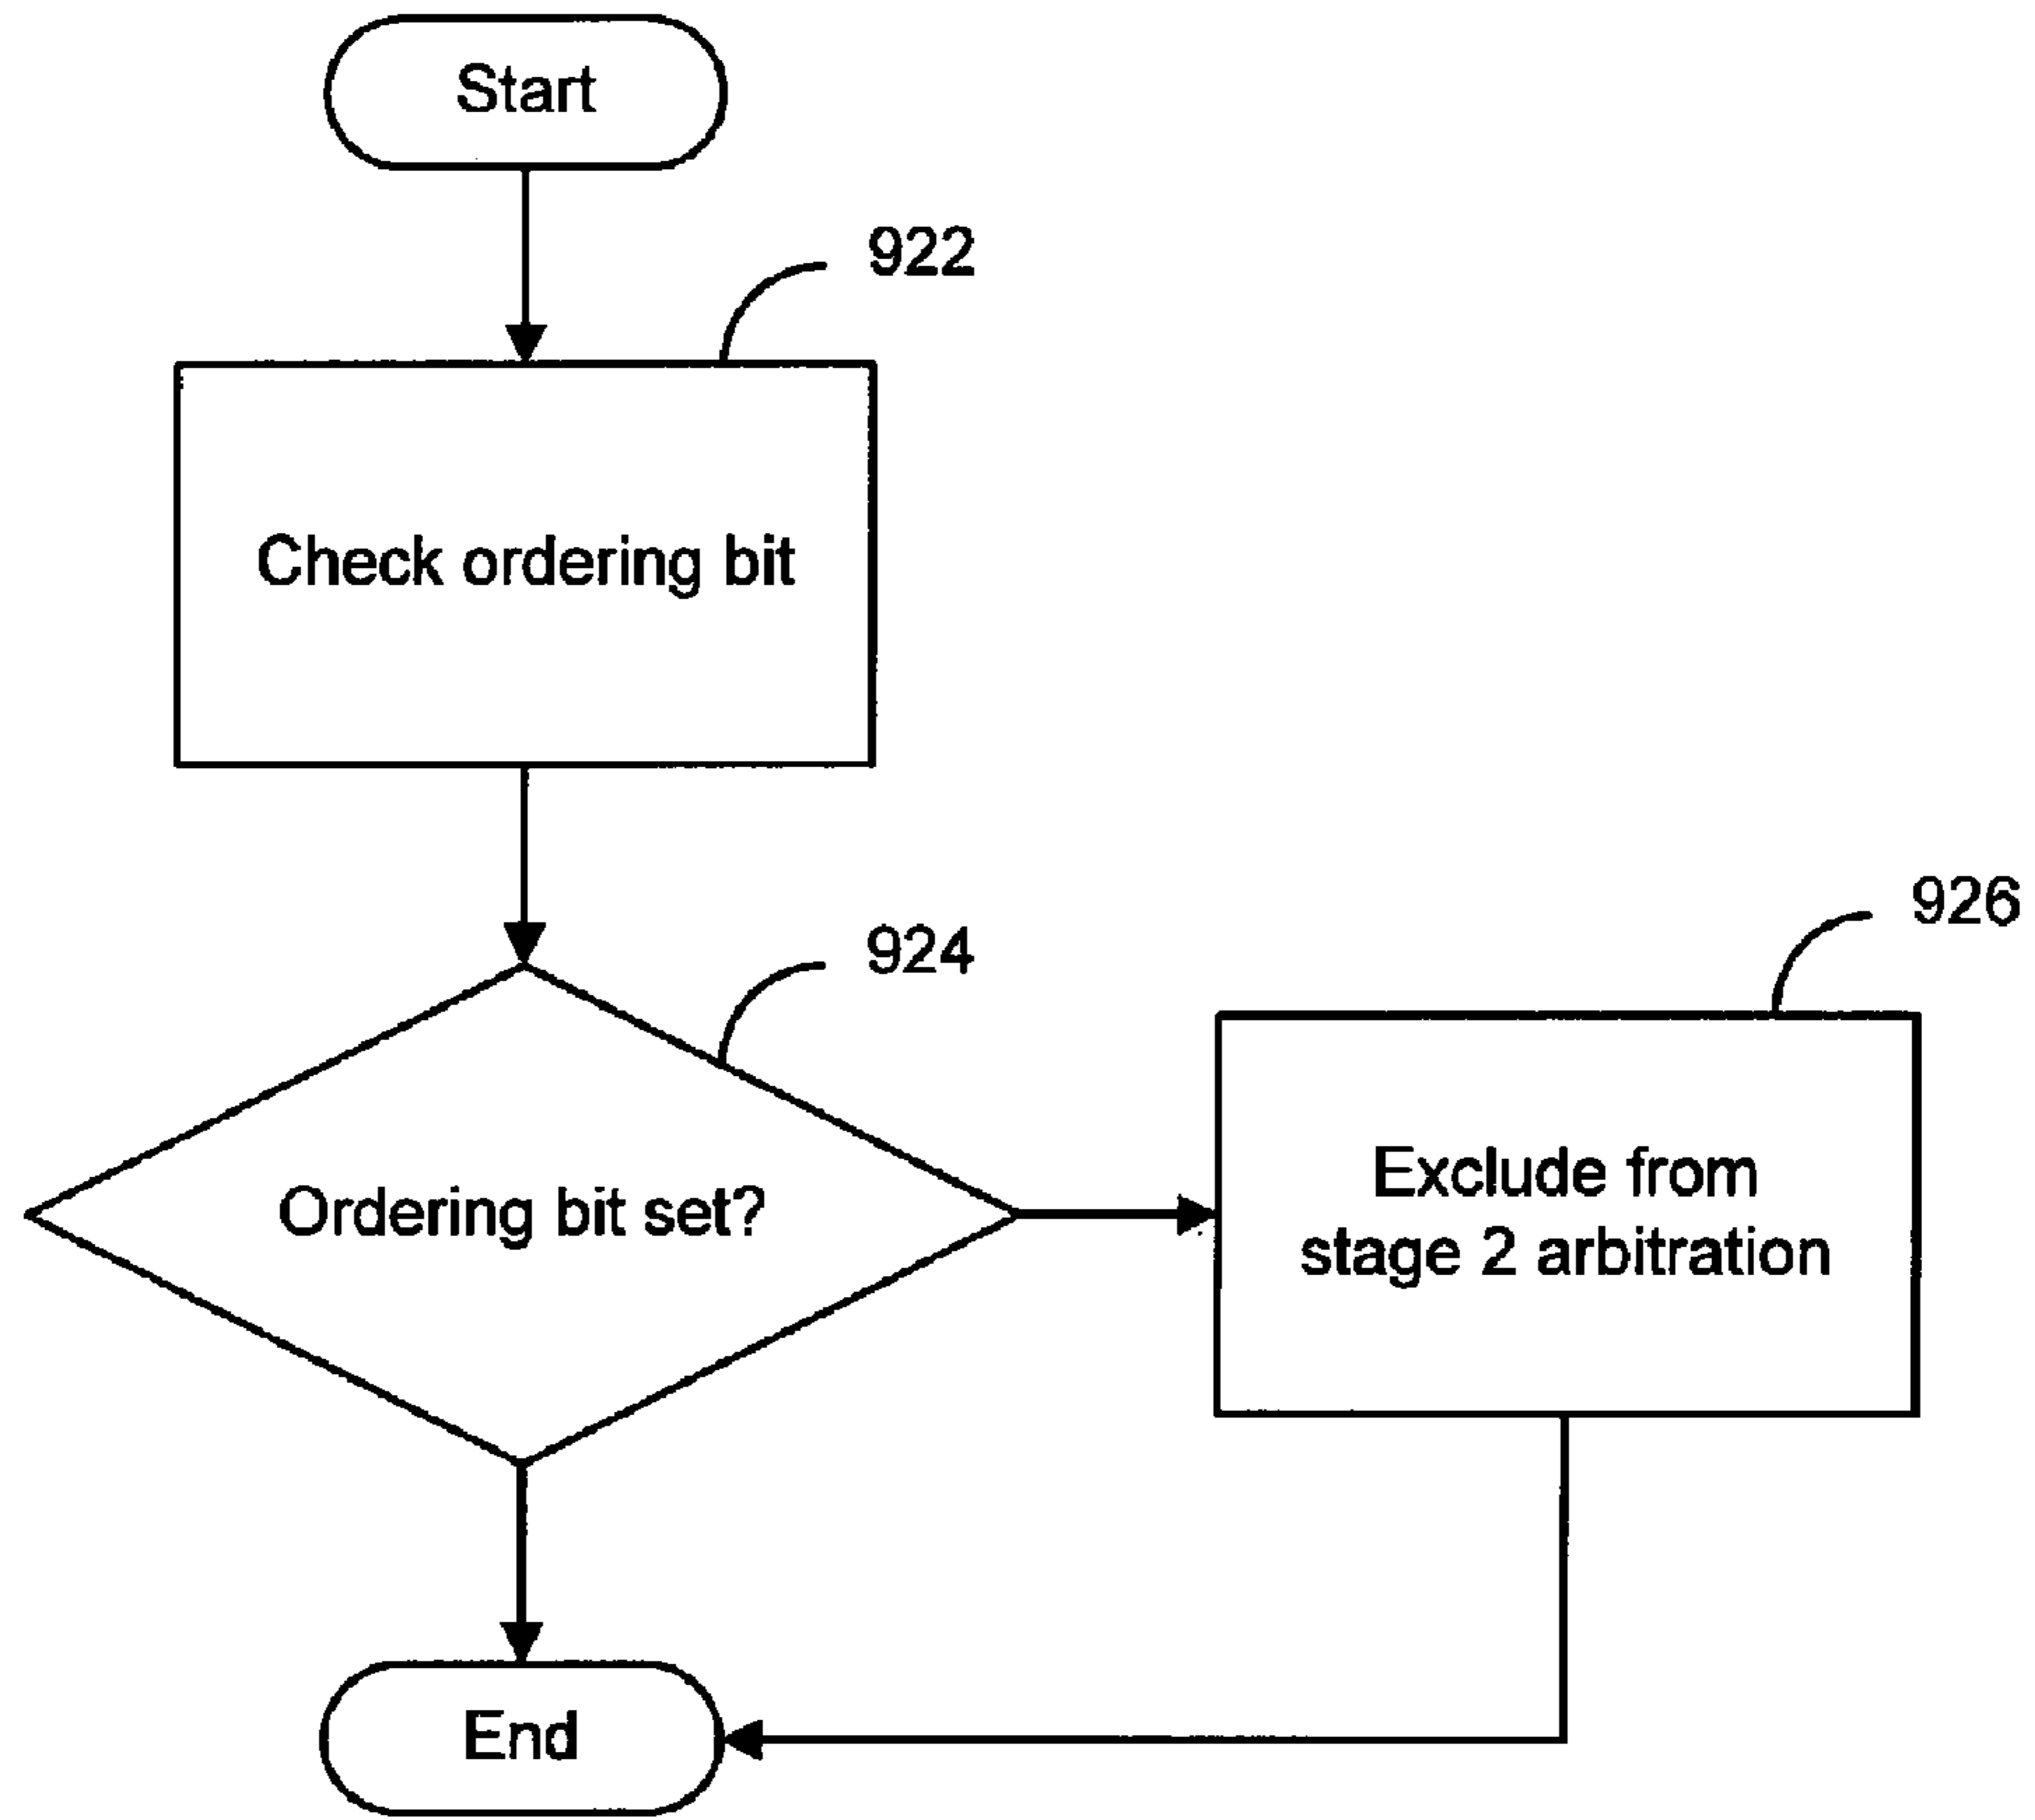 Start
922
Check ordering bit
924
926
Ordering bit set?
Exclude from
stage 2 arbitration
End